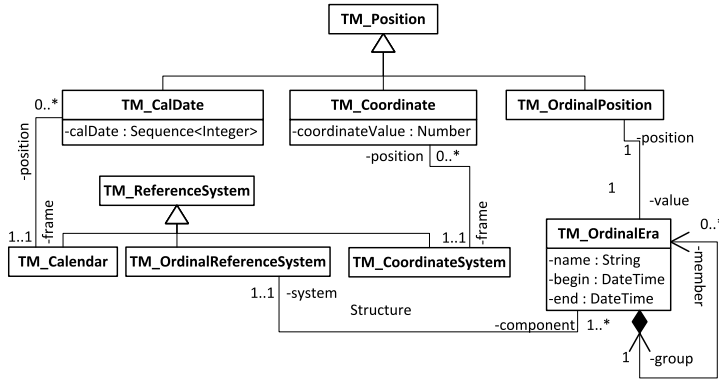 TM_Position
0..*
TM_CalDate
-calDate : Sequence<Integer>
TM_Coordinate
-coordinateValue : Number
TM_OrdinalPosition
-position
-position
0..*
-position
1
TM_ReferenceSystem
1
-value
-frame
-frame
1..1
1..1
0..*
TM_Calendar
TM_OrdinalReferenceSystem
TM_CoordinateSystem
TM_OrdinalEra
-name : String
-begin : DateTime
-end : DateTime
-member
1..1
-system
Structure
-component
1..*
1
-group